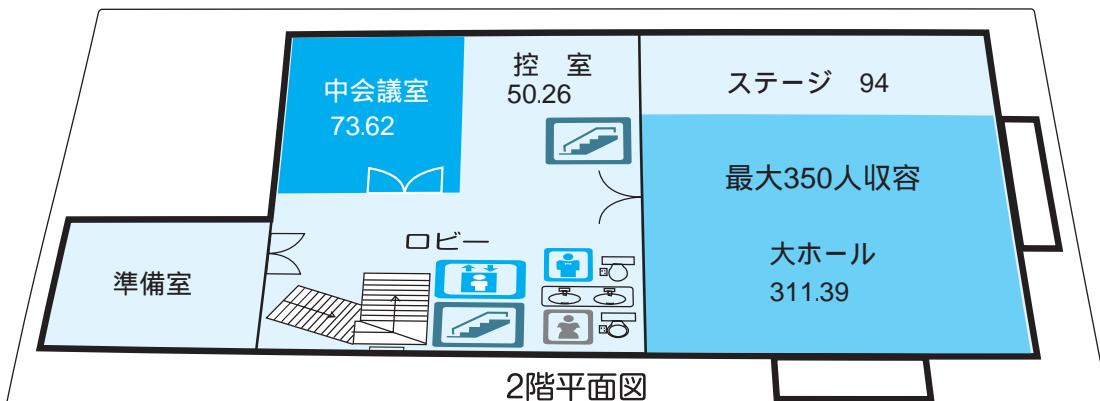 中会議室
73.62
控　室
50.26
ステージ　94
最大350人収容
大ホール
311.39
ロビー
準備室
2階平面図